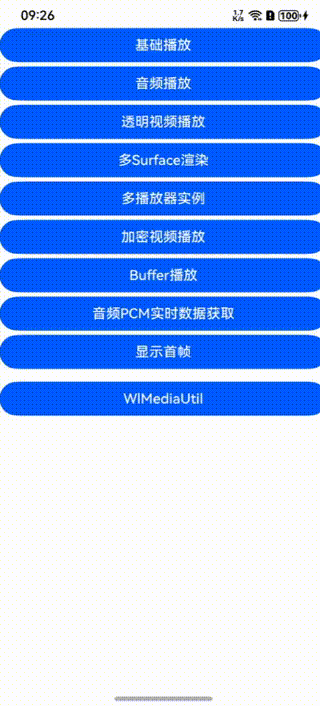 09:26
1.7
K/s
100
基础播放
音频播放
透明视频播放
多Surface渲染
多播放器实例
加密视频播放
Buffer播放
音频PCM实时数据获取
显示首帧
WlMediaUtil